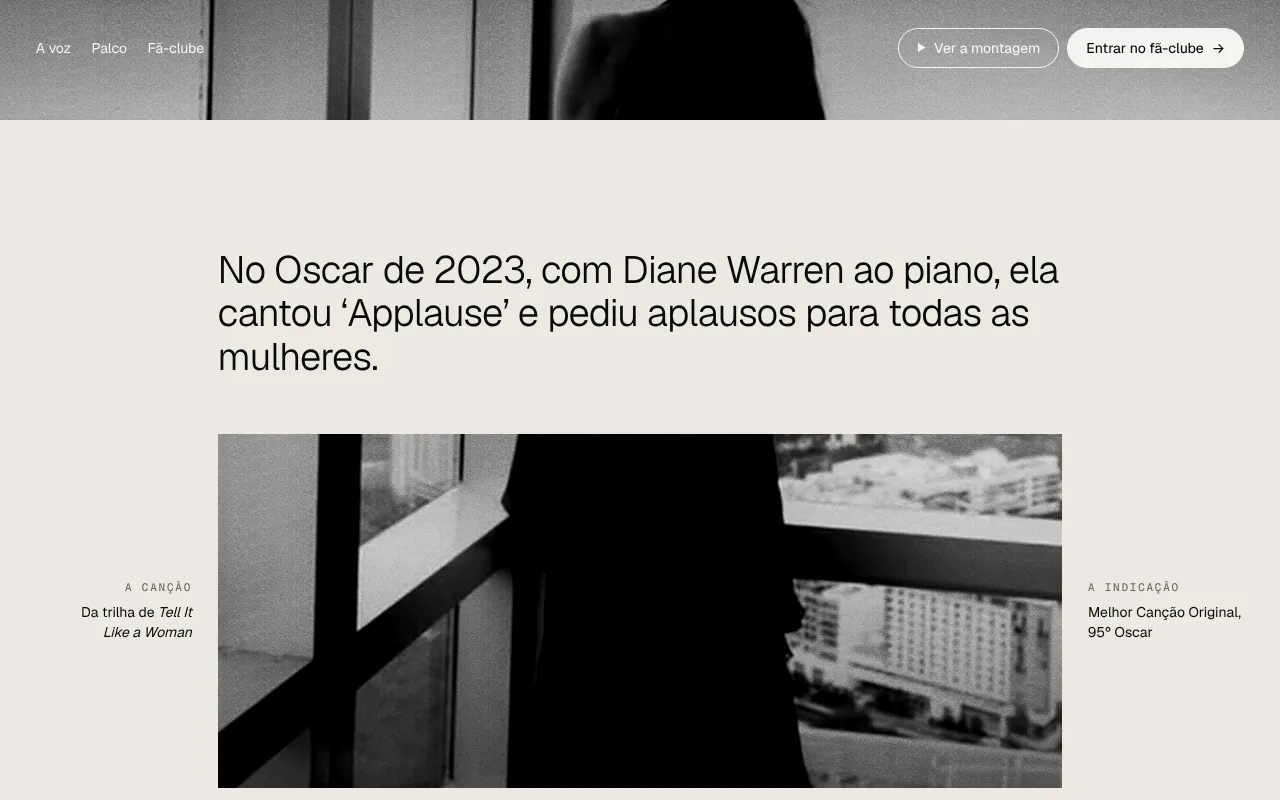 A voz
Palco
Fã-clube
Ver a montagem
Entrar no fã-clube →
No Oscar de 2023, com Diane Warren ao piano, ela
cantou ‘Applause’ e pediu aplausos para todas as
mulheres.
A CANÇÃO
Da trilha de Tell It
Like a Woman
A INDICAÇÃO
Melhor Canção Original,
95º Oscar